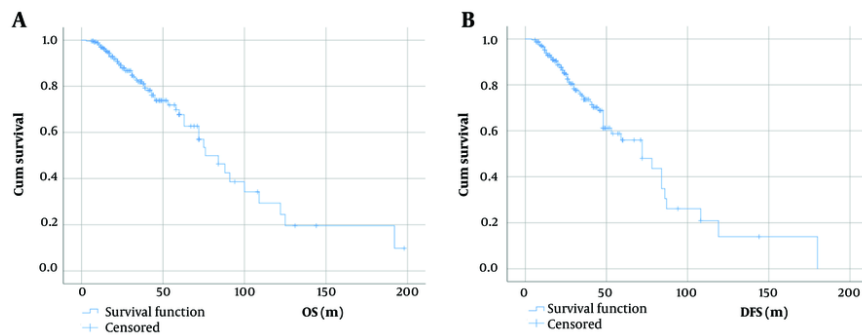 A
1.0
0.8
0.6
0.4
0.2
0.0
Cum survival
0 50 100 150 200
OS (m)
Survival function
Censored
B
1.0
0.8
0.6
0.4
0.2
0.0
Cum survival
0 50 100 150 200
DFS (m)
Survival function
Censored